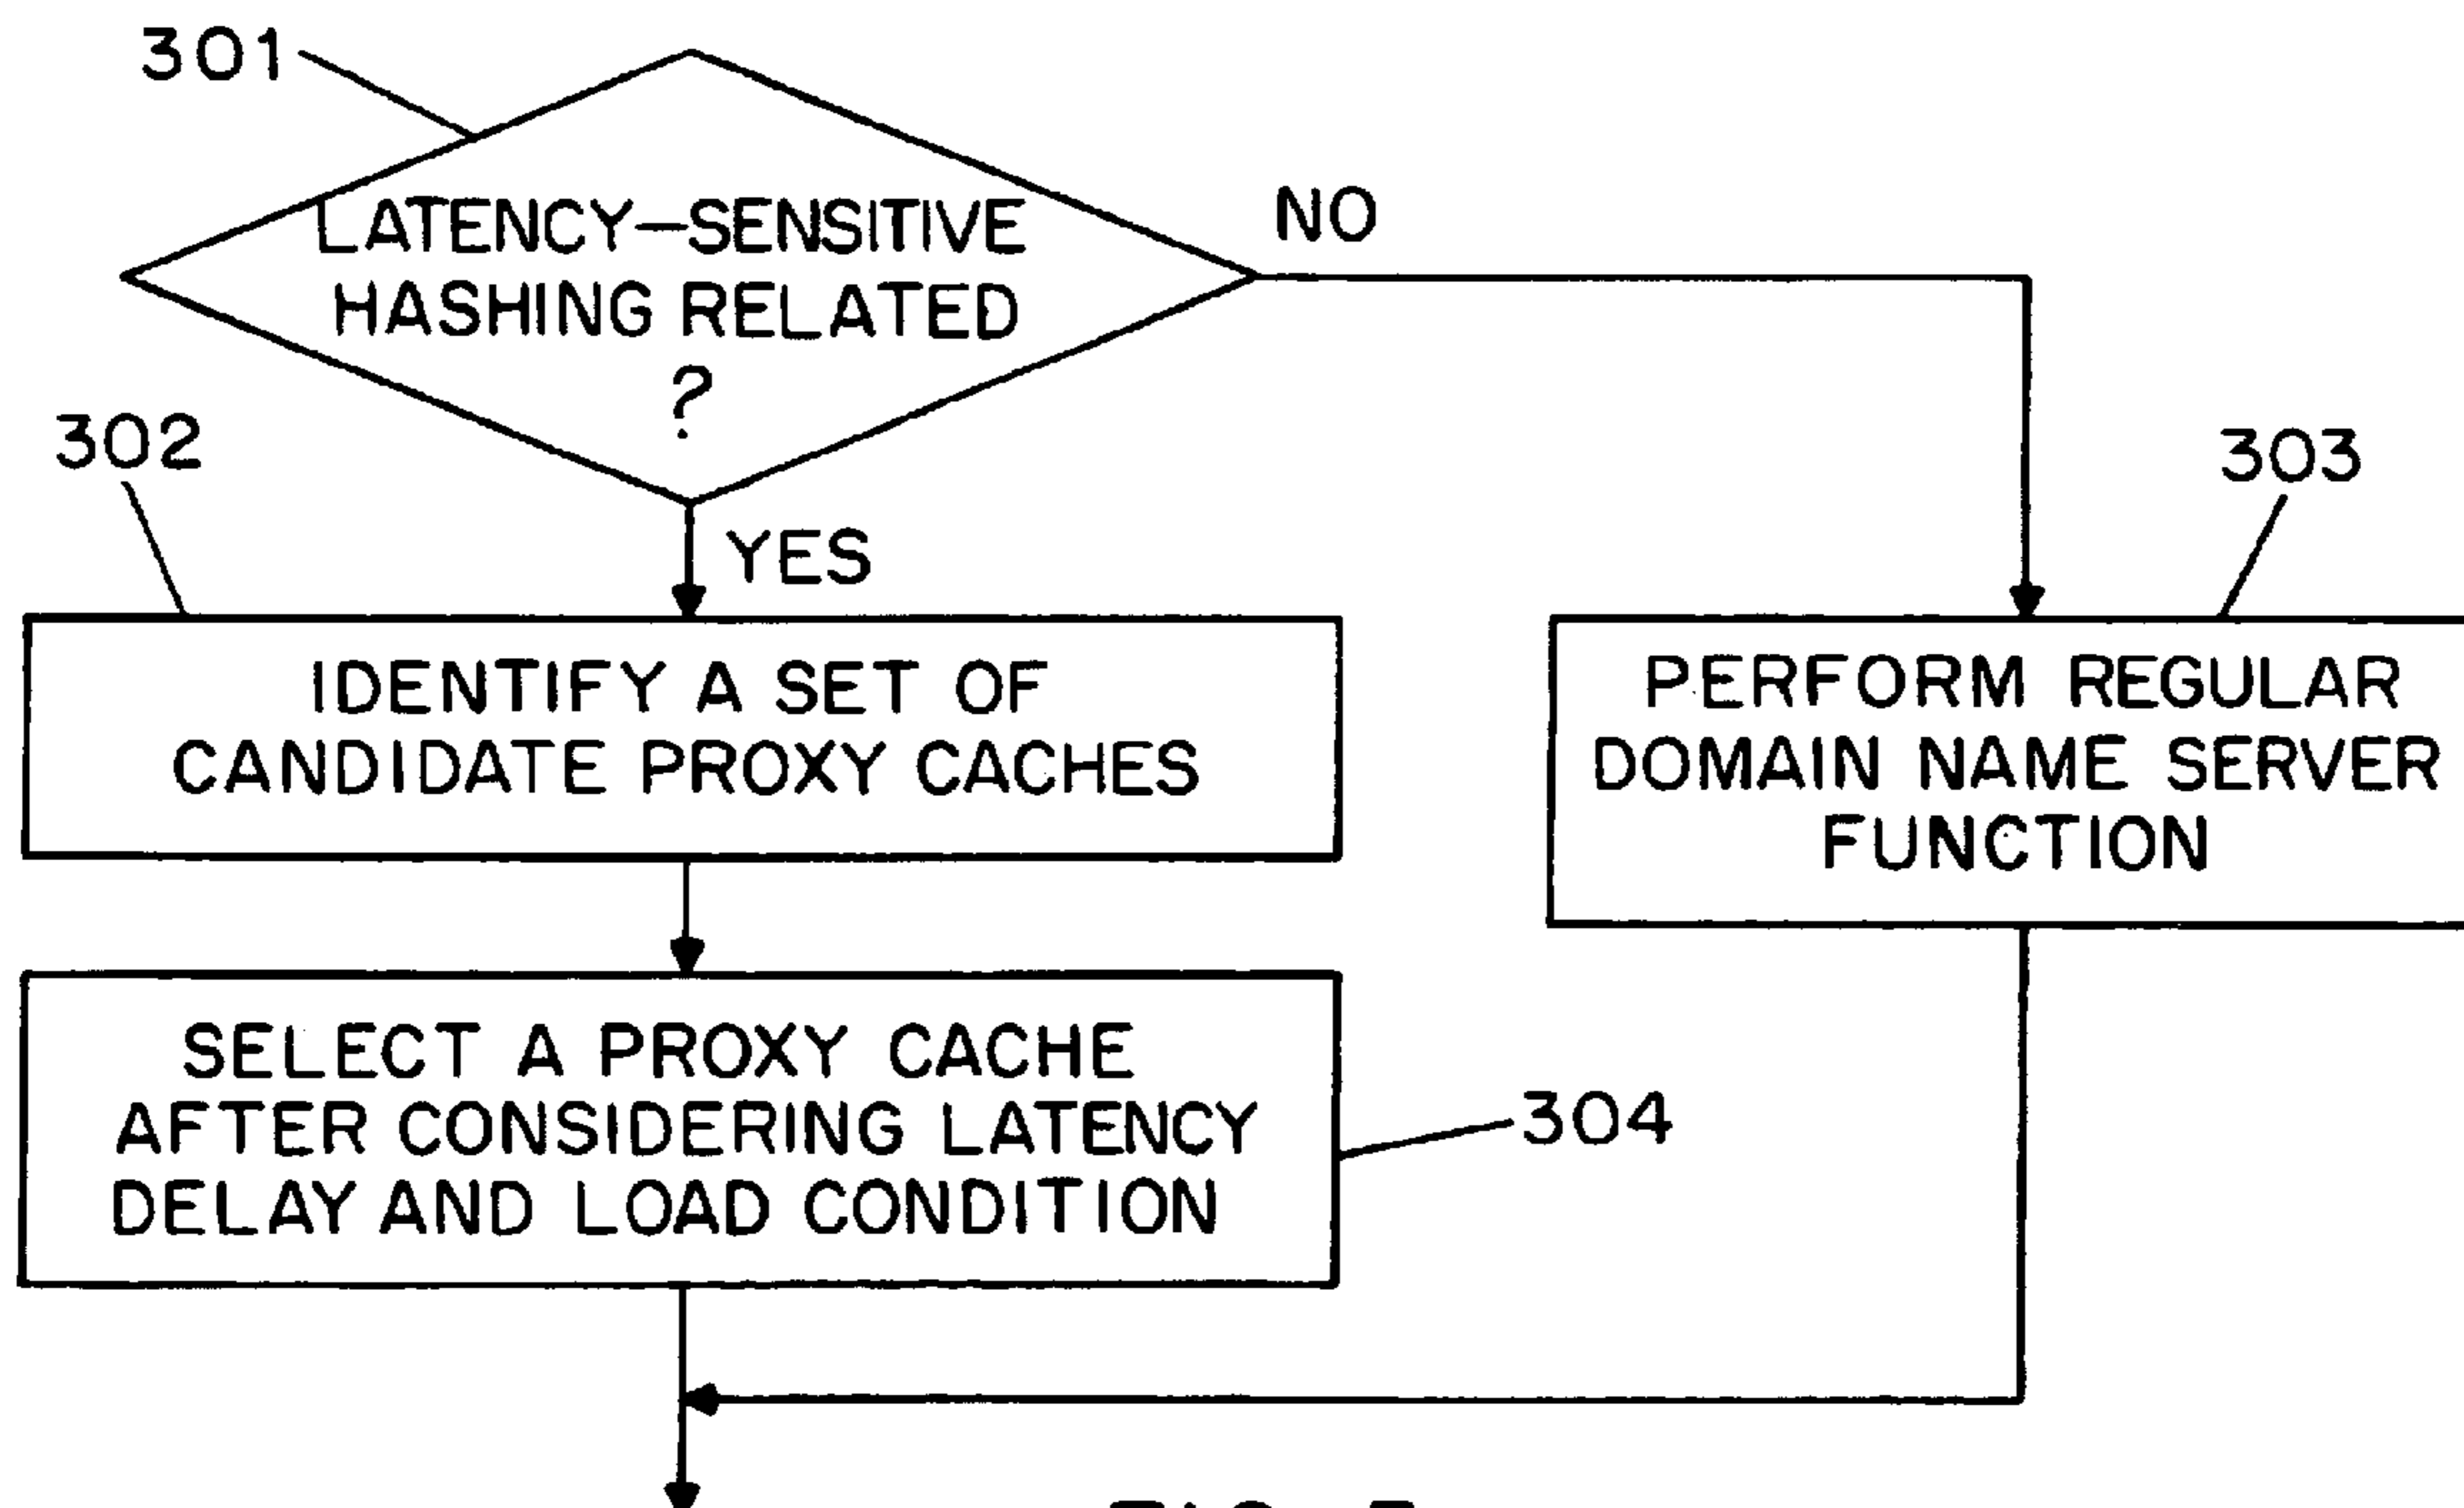 301
LATENCY—SENSITIVE
HASHING RELATED
?
NO
YES
302
IDENTIFY A SET OF
CANDIDATE PROXY CACHES
303
PERFORM REGULAR
DOMAIN NAME SERVER
FUNCTION
SELECT A PROXY CACHE
AFTER CONSIDERING LATENCY
DELAY AND LOAD CONDITION
304